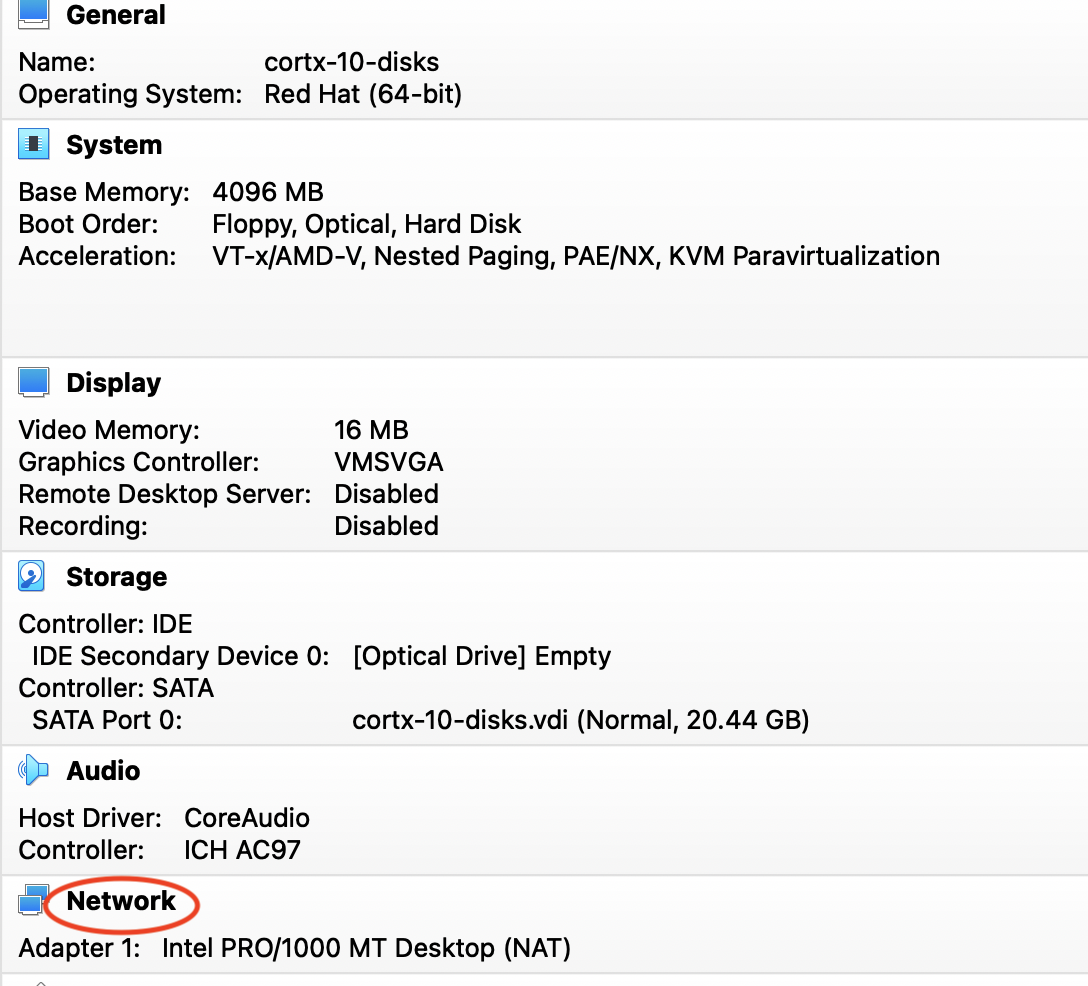 General
Name: cortx-10-disks
Operating System: Red Hat (64-bit)
System
Base Memory: 4096 MB
Boot Order: Floppy, Optical, Hard Disk
Acceleration: VT-x/AMD-V, Nested Paging, PAE/NX, KVM Paravirtualization
Display
Video Memory: 16 MB
Graphics Controller: VMSVGA
Remote Desktop Server: Disabled
Recording: Disabled
Storage
Controller: IDE
IDE Secondary Device 0: [Optical Drive] Empty
Controller: SATA
SATA Port 0: cortx-10-disks.vdi (Normal, 20.44 GB)
Audio
Host Driver: CoreAudio
Controller: ICH AC97
Network
Adapter 1: Intel PRO/1000 MT Desktop (NAT)